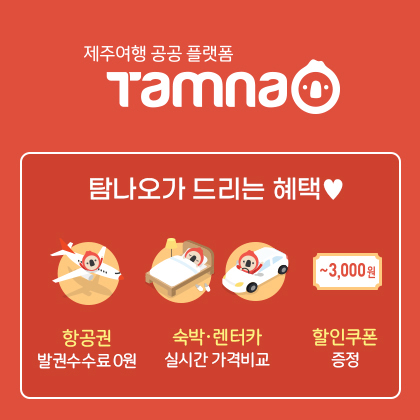 제주여행 공공 플랫폼
Tamnao
탐나오가 드리는 혜택♥
~3,000원
항공권
발권수수료 0원
숙박·렌터카
실시간 가격비교
할인쿠폰
증정